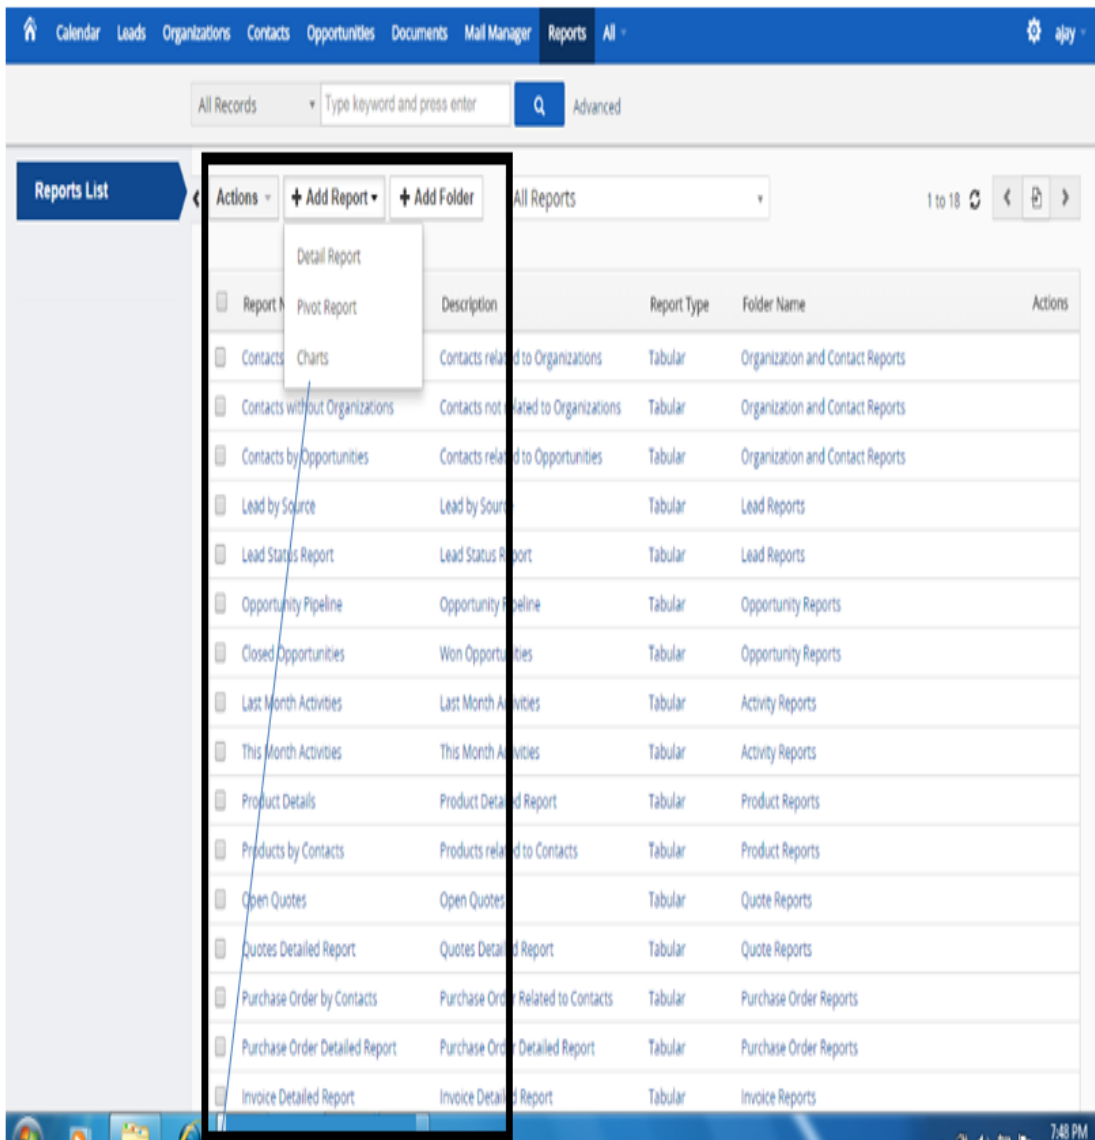 Calendar Leads Organizations Contacts Opportunities Documents Mail Manager Reports All ajay
All Records Type keyword and press enter Advanced
Reports List
Actions + Add Report + Add Folder All Reports 1 to 18
Detail Report
Pivot Report
Charts
Report Description Report Type Folder Name Actions
Contacts Contacts related to Organizations Tabular Organization and Contact Reports
Contacts without Organizations Contacts not related to Organizations Tabular Organization and Contact Reports
Contacts by Opportunities Contacts related to Opportunities Tabular Organization and Contact Reports
Lead by Source Lead by Source Tabular Lead Reports
Lead Status Report Lead Status Report Tabular Lead Reports
Opportunity Pipeline Opportunity Pipeline Tabular Opportunity Reports
Closed Opportunities Won Opportunities Tabular Opportunity Reports
Last Month Activities Last Month Activities Tabular Activity Reports
This Month Activities This Month Activities Tabular Activity Reports
Product Details Product Detailed Report Tabular Product Reports
Products by Contacts Products related to Contacts Tabular Product Reports
Open Quotes Open Quotes Tabular Quote Reports
Quotes Detailed Report Quotes Detailed Report Tabular Quote Reports
Purchase Order by Contacts Purchase Order Related to Contacts Tabular Purchase Order Reports
Purchase Order Detailed Report Purchase Order Detailed Report Tabular Purchase Order Reports
Invoice Detailed Report Invoice Detailed Report Tabular Invoice Reports
7:48 PM